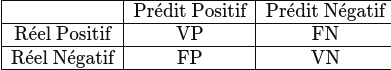 Prédit Positif Prédit Négatif
Réel Positif VP FN
Réel Négatif FP VN